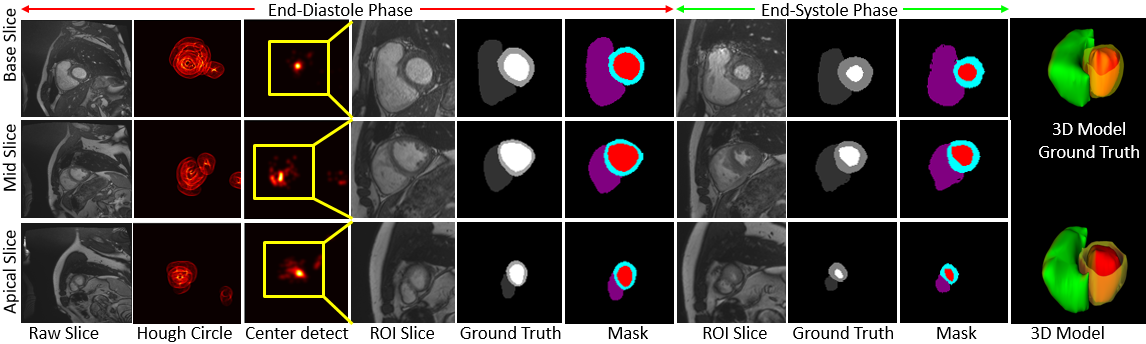 End-Diastole Phase
End-Systole Phase
Base Slice
Mid Slice
Apical Slice
3D Model
Ground Truth
Raw Slice
Hough Circle
Center detect
ROI Slice
Ground Truth
Mask
ROI Slice
Ground Truth
Mask
3D Model